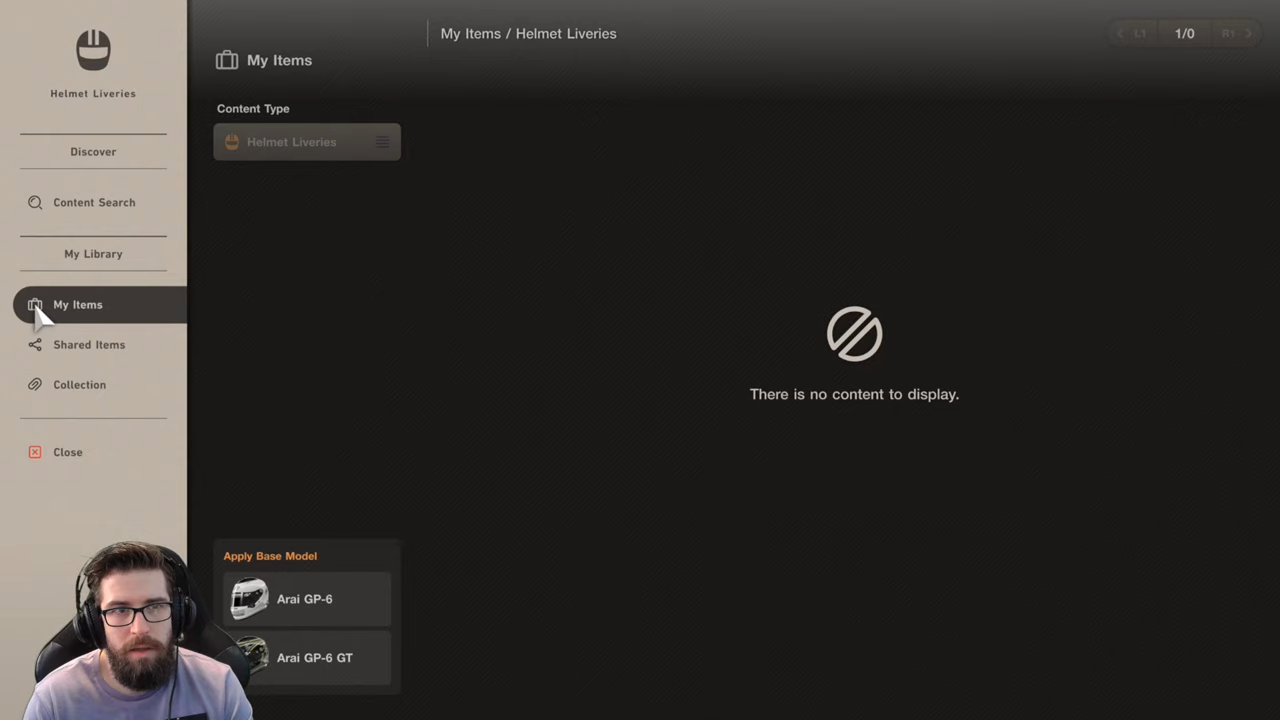 Helmet Liveries
Discover
Content Search
My Library
My Items
Shared Items
Collection
Close
My Items
Content Type
Helmet Liveries
Apply Base Model
Arai GP-6
Arai GP-6 GT
My Items / Helmet Liveries
L1
1/0
R1
There is no content to display.